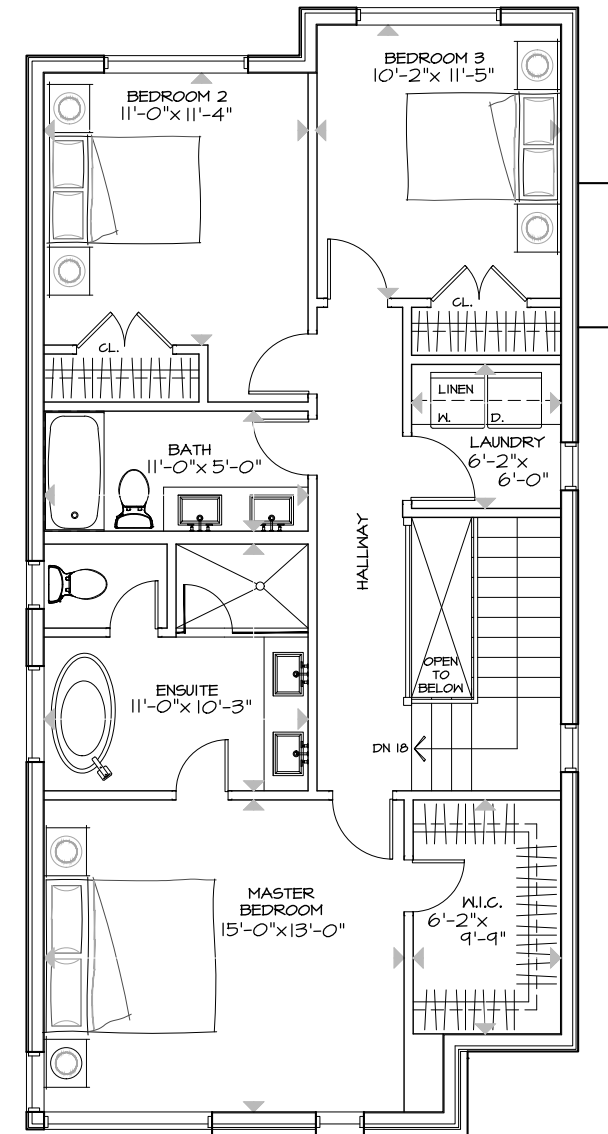 BEDROOM 3
10'-2"x 11'-5"
BEDROOM 2
11'-0"x 11'-4"
CL.
CL.
LINEN
W. D.
LAUNDRY
6'-2"x
6'-0"
BATH
11'-0"x 5'-0"
HALLWAY
OPEN
TO
BELOW
ENSUITE
11'-0"x 10'-3"
DN 18
MASTER
BEDROOM
15'-0"x13'-0"
W.I.C.
6'-2"x
9'-9"